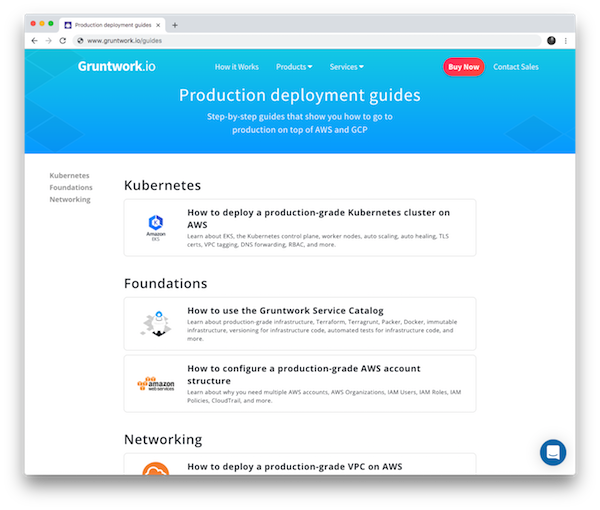 Production deployment guides
www.gruntwork.io/guides
Gruntwork.io
How it Works
Products
Services
Buy Now
Contact Sales
Production deployment guides
Step-by-step guides that show you how to go to
production on top of AWS and GCP
Kubernetes
Foundations
Networking
Kubernetes
Amazon
EKS
How to deploy a production-grade Kubernetes cluster on
AWS
Learn about EKS, the Kubernetes control plane, worker nodes, auto scaling, auto healing, TLS
certs, VPC tagging, DNS forwarding, RBAC, and more.
Foundations
How to use the Gruntwork Service Catalog
Learn about production-grade infrastructure, Terraform, Terragrunt, Packer, Docker, immutable
infrastructure, versioning for infrastructure code, automated tests for infrastructure code, and
more.
amazon
web services
How to configure a production-grade AWS account
structure
Learn about why you need multiple AWS accounts, AWS Organizations, IAM Users, IAM Roles, IAM
Policies, CloudTrail, and more.
Networking
How to deploy a production-grade VPC on AWS